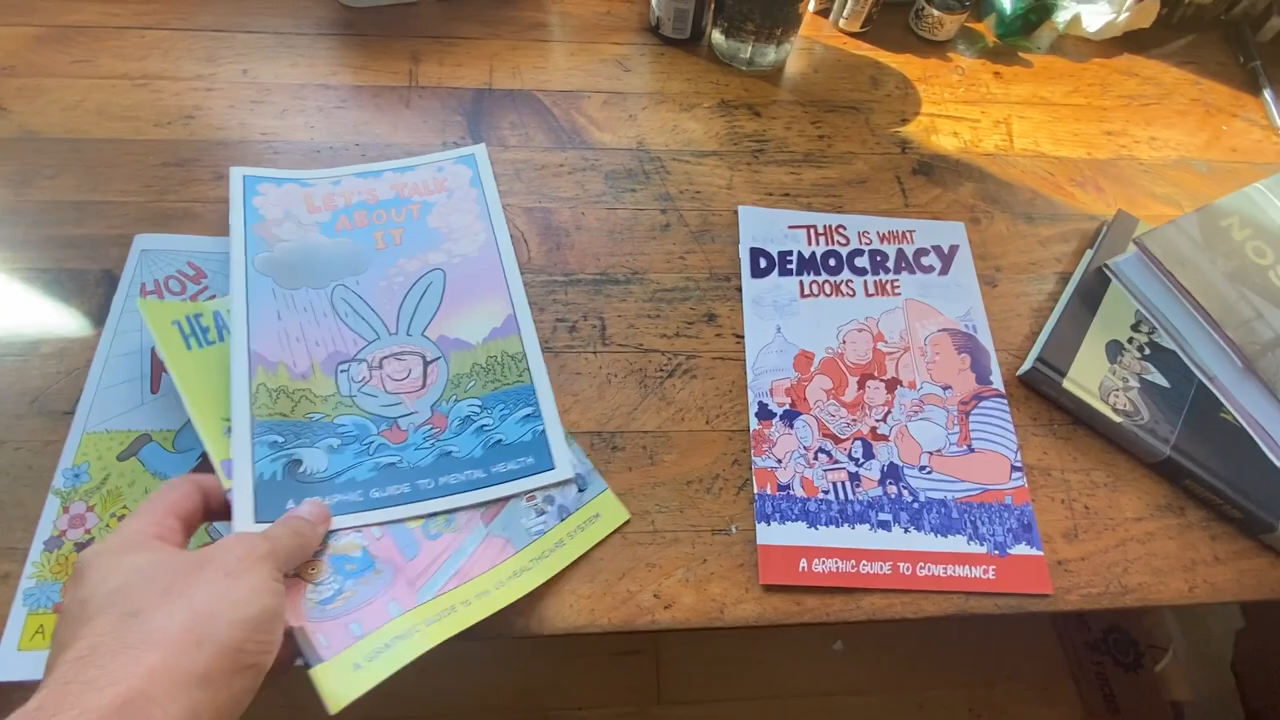 LET'S TALK
ABOUT
IT
A GRAPHIC GUIDE TO MENTAL HEALTH
HOW
HEA
A GRAPHIC GUIDE TO THE US HEALTHCARE SYSTEM
A
THIS IS WHAT
DEMOCRACY
LOOKS LIKE
A GRAPHIC GUIDE TO GOVERNANCE
NOS